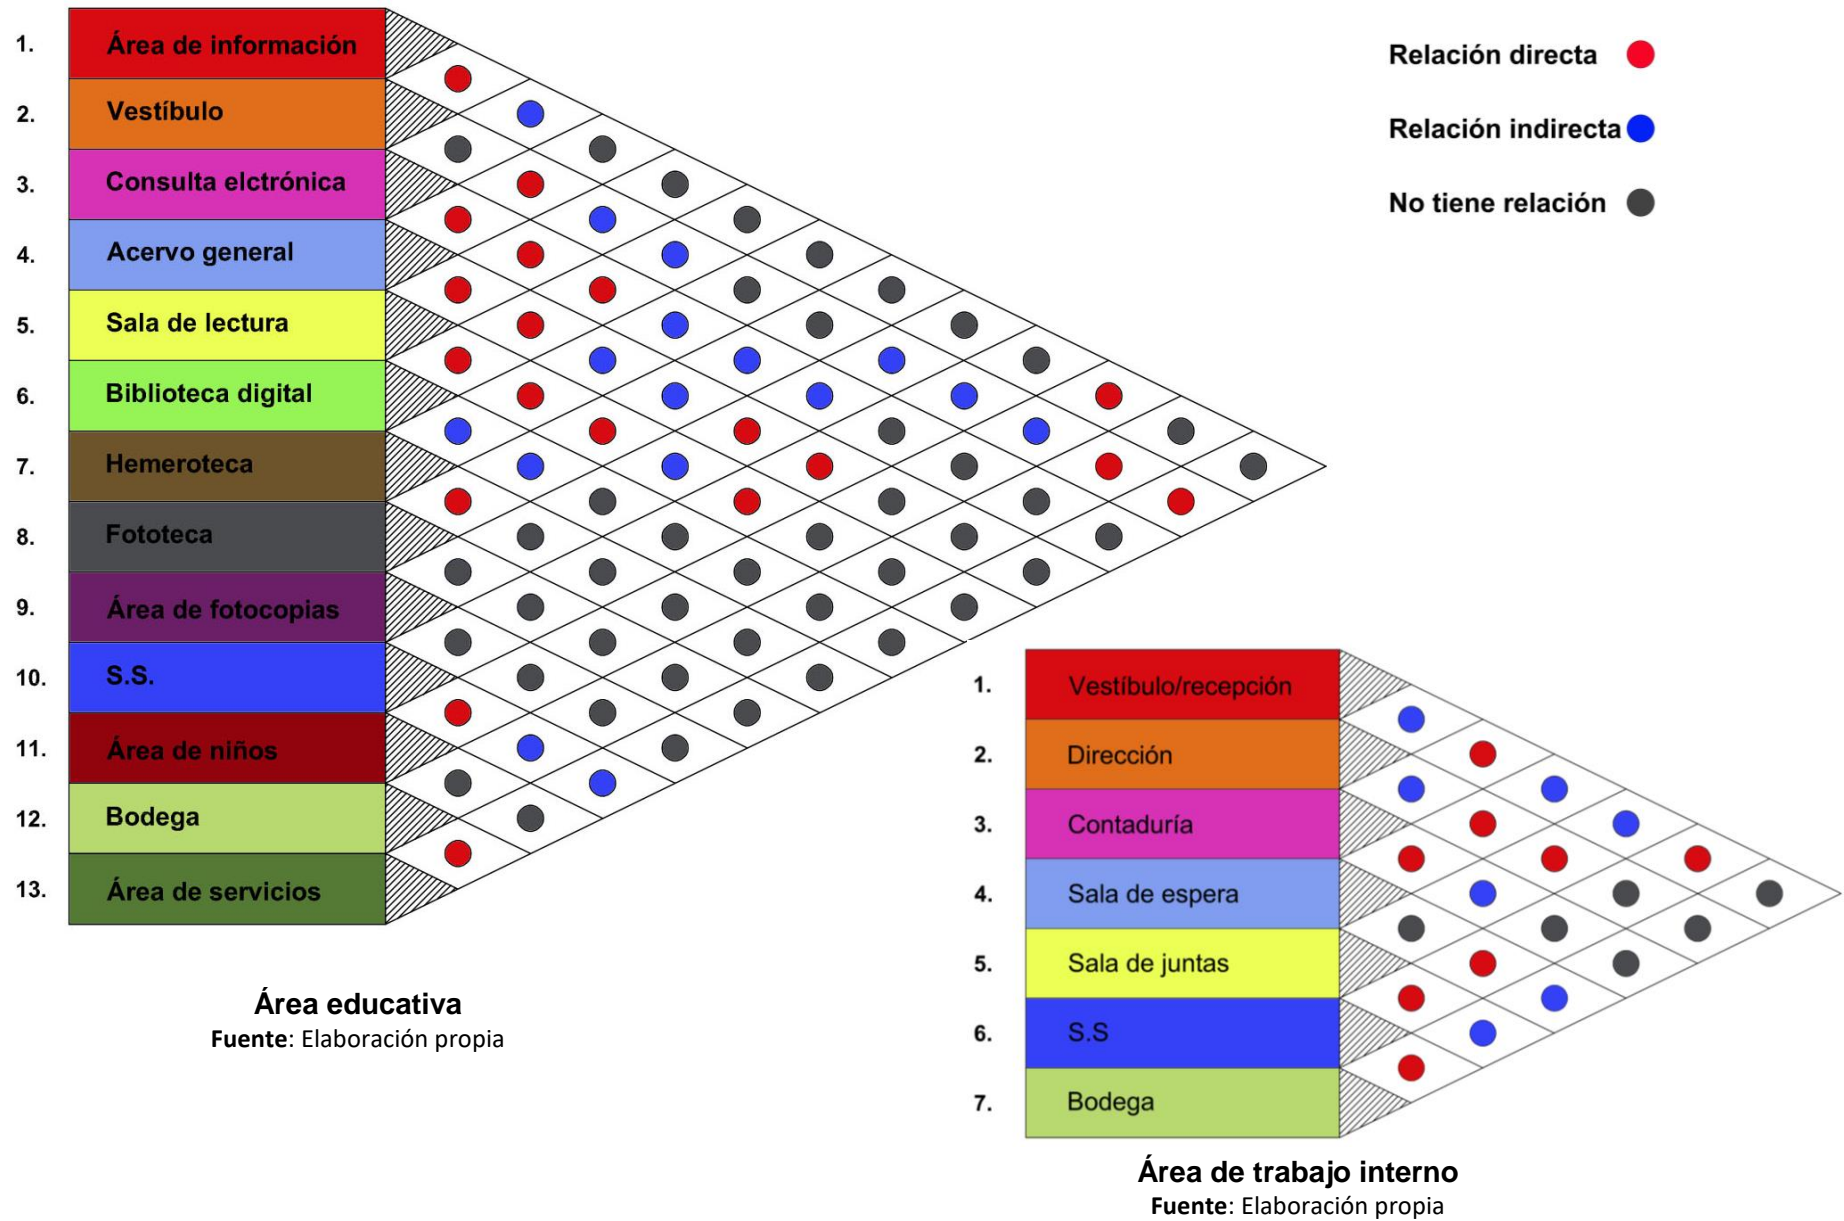 1. Área de información
2. Vestíbulo
3. Consulta elctrónica
4. Acervo general
5. Sala de lectura
6. Biblioteca digital
7. Hemeroteca
8. Fototeca
9. Área de fotocopias
10. S.S.
11. Área de niños
12. Bodega
13. Área de servicios
Área educativa
Fuente: Elaboración propia
Relación directa
Relación indirecta
No tiene relación
1. Vestíbulo/recepción
2. Dirección
3. Contaduría
4. Sala de espera
5. Sala de juntas
6. S.S
7. Bodega
Área de trabajo interno
Fuente: Elaboración propia